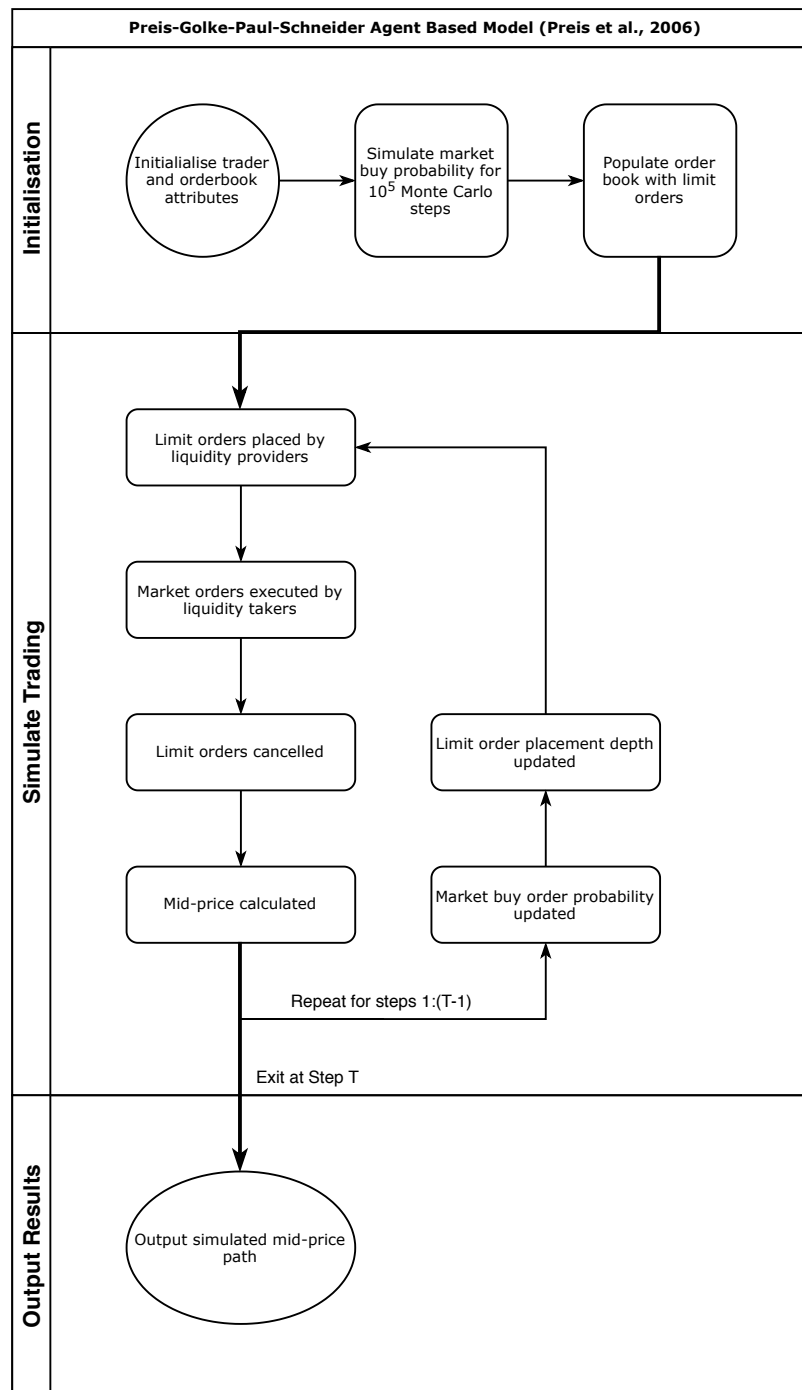 Preis-Golke-Paul-Schneider Agent Based Model (Preis et al., 2006)
Initialisation
Initialialise trader
and orderbook
attributes
Simulate market
buy probability for
10⁵ Monte Carlo
steps
Populate order
book with limit
orders
Simulate Trading
Limit orders placed by
liquidity providers
Market orders executed by
liquidity takers
Limit orders cancelled
Limit order placement depth
updated
Mid-price calculated
Market buy order probability
updated
Repeat for steps 1:(T-1)
Exit at Step T
Output Results
Output simulated mid-price
path